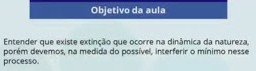 Objetivo da aula
Entender que existe extinção que ocorre na dinâmica da natureza,
porém devemos, na medida do possível, interferir o mínimo nesse
processo.